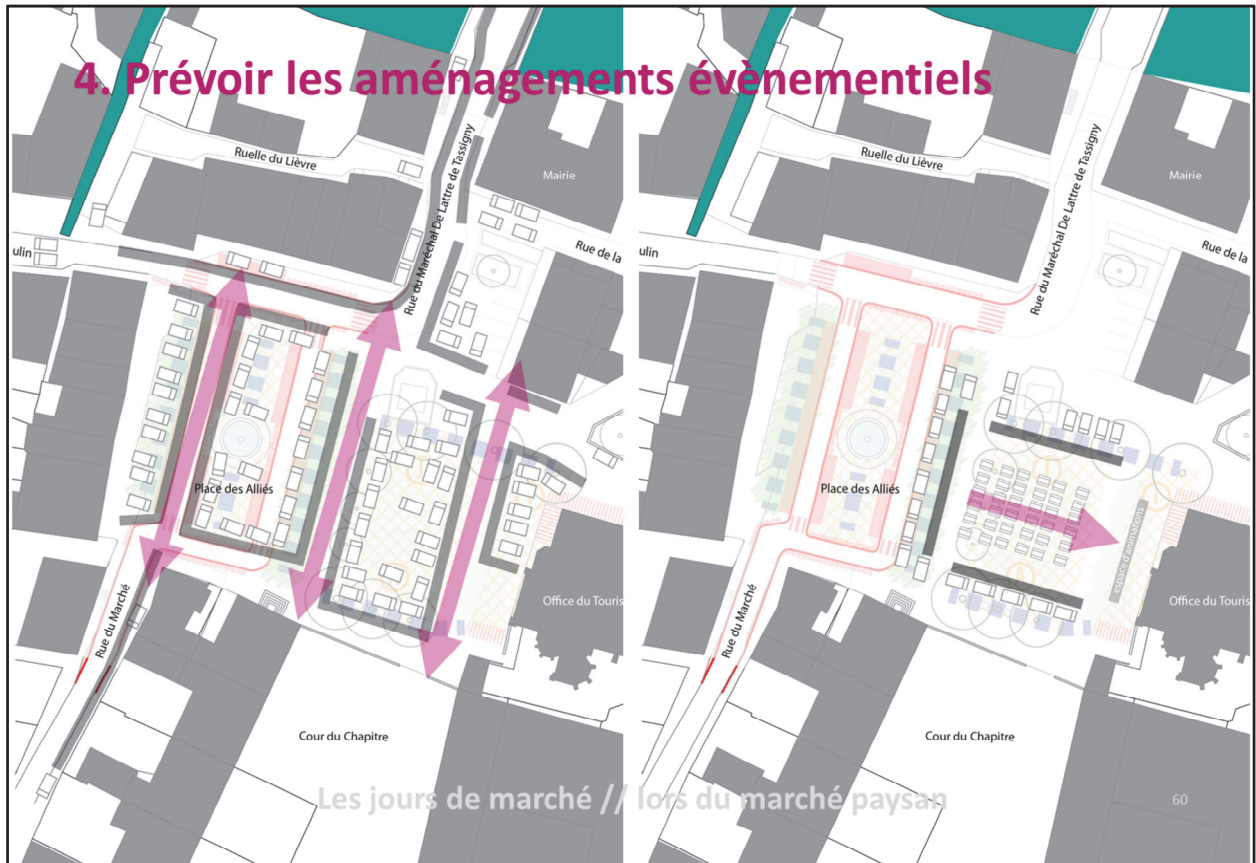 4. Prévoir les aménagements évènementiels
Ruelle du Lièvre
Rue du Maréchal De Lattre de Tassigny
Mairie
Rue de la
ulin
Place des Alliés
Rue du Marché
Office du Touris
Cour du Chapitre
Ruelle du Lièvre
Rue du Maréchal De Lattre de Tassigny
Mairie
Rue de la
ulin
Place des Alliés
espace d'animations
Rue du Marché
Office du Touris
Cour du Chapitre
Les jours de marché // lors du marché paysan
60